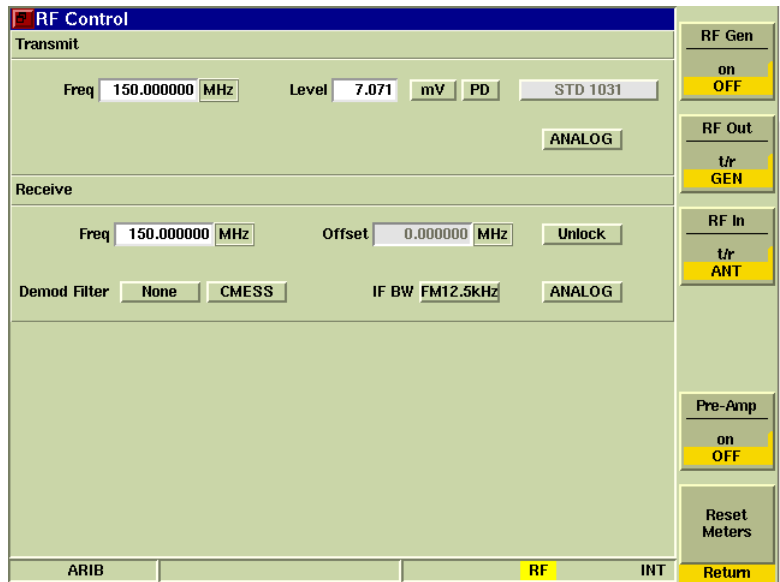 RF Control
Transmit
Freq 150.000000 MHz Level 7.071 mV PD STD 1031
ANALOG
Receive
Freq 150.000000 MHz Offset 0.000000 MHz Unlock
Demod Filter None CMESS IF BW FM12.5kHz ANALOG
ARIB RF INT
RF Gen
on
OFF
RF Out
t/r
GEN
RF In
t/r
ANT
Pre-Amp
on
OFF
Reset
Meters
Return